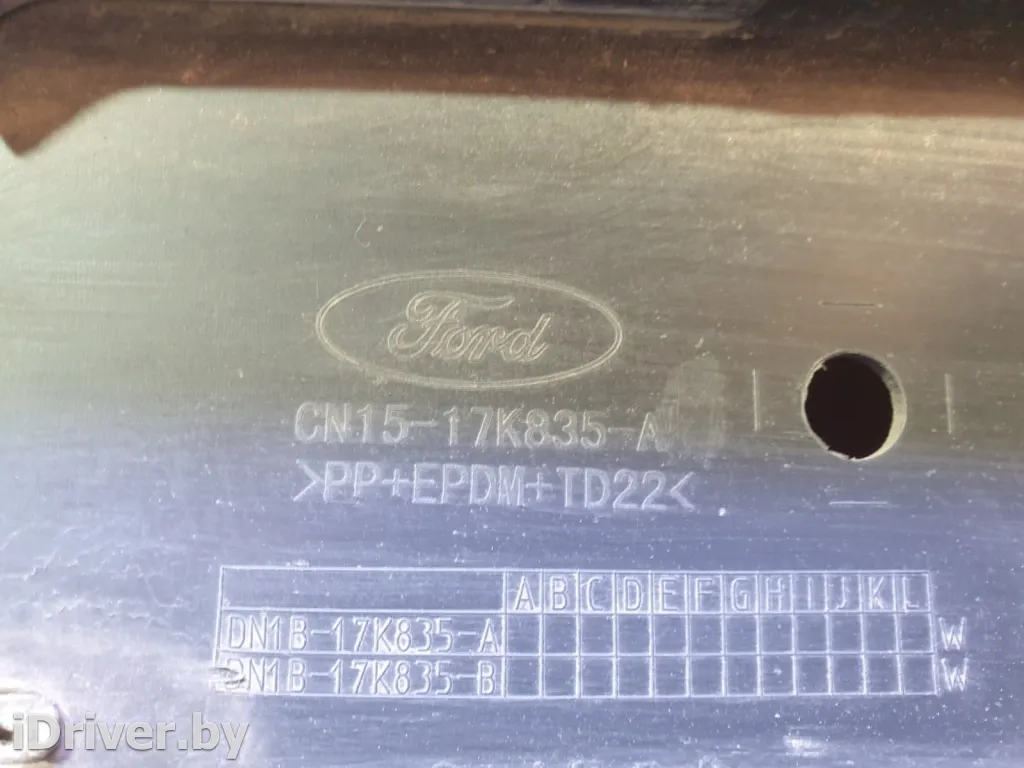 Ford
CN15-17K835-A
>PP+EPDM+TD22<
A B C D E F G H I J K L
DN1B-17K835-A W
DN1B-17K835-B W
iDriver.by